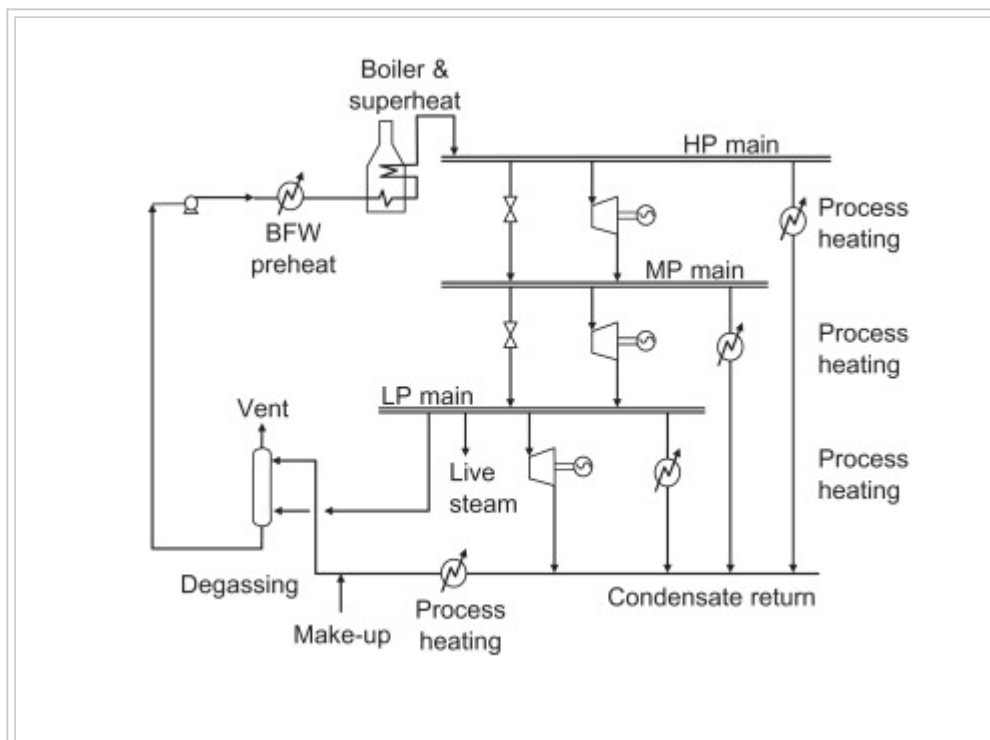 Boiler &
superheat
HP main
BFW
preheat
Process
heating
MP main
Process
heating
LP main
Vent
Live
steam
Process
heating
Degassing
Make-up
Process
heating
Condensate return